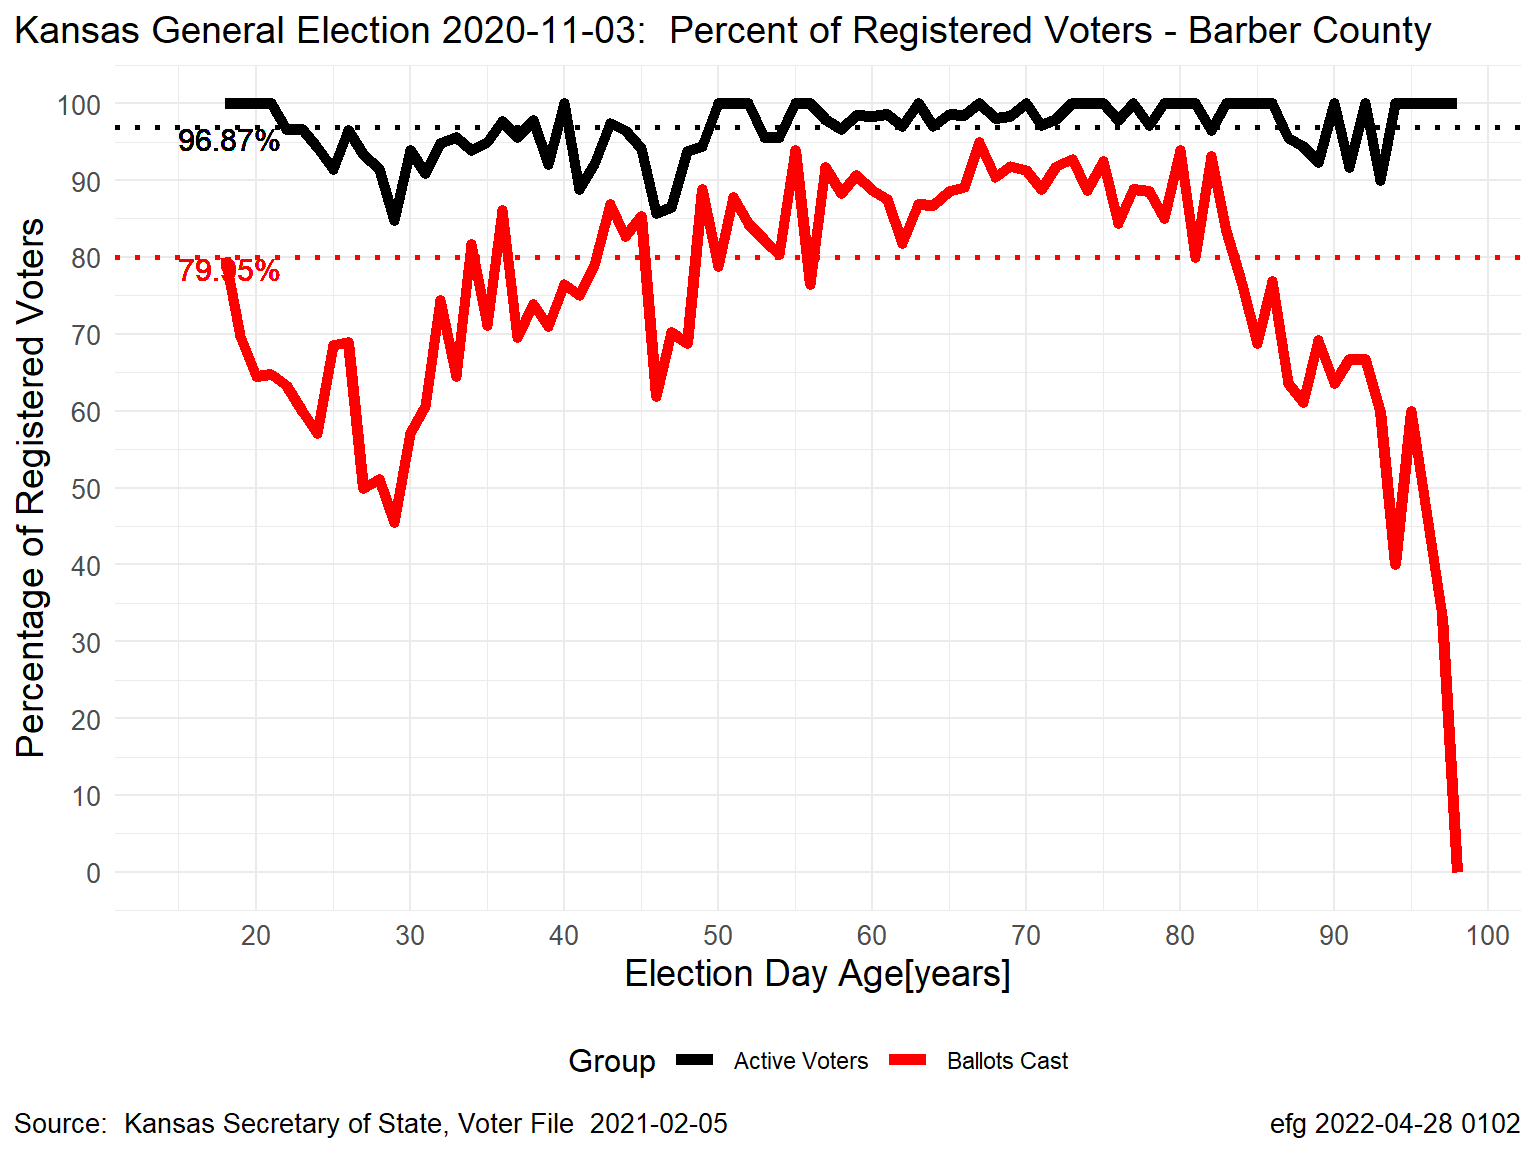 Kansas General Election 2020-11-03:  Percent of Registered Voters - Barber County
Percentage of Registered Voters
100
90
80
70
60
50
40
30
20
10
0
96.87%
79.95%
20 30 40 50 60 70 80 90 100
Election Day Age[years]
Group Active Voters Ballots Cast
Source:  Kansas Secretary of State, Voter File  2021-02-05
efg 2022-04-28 0102